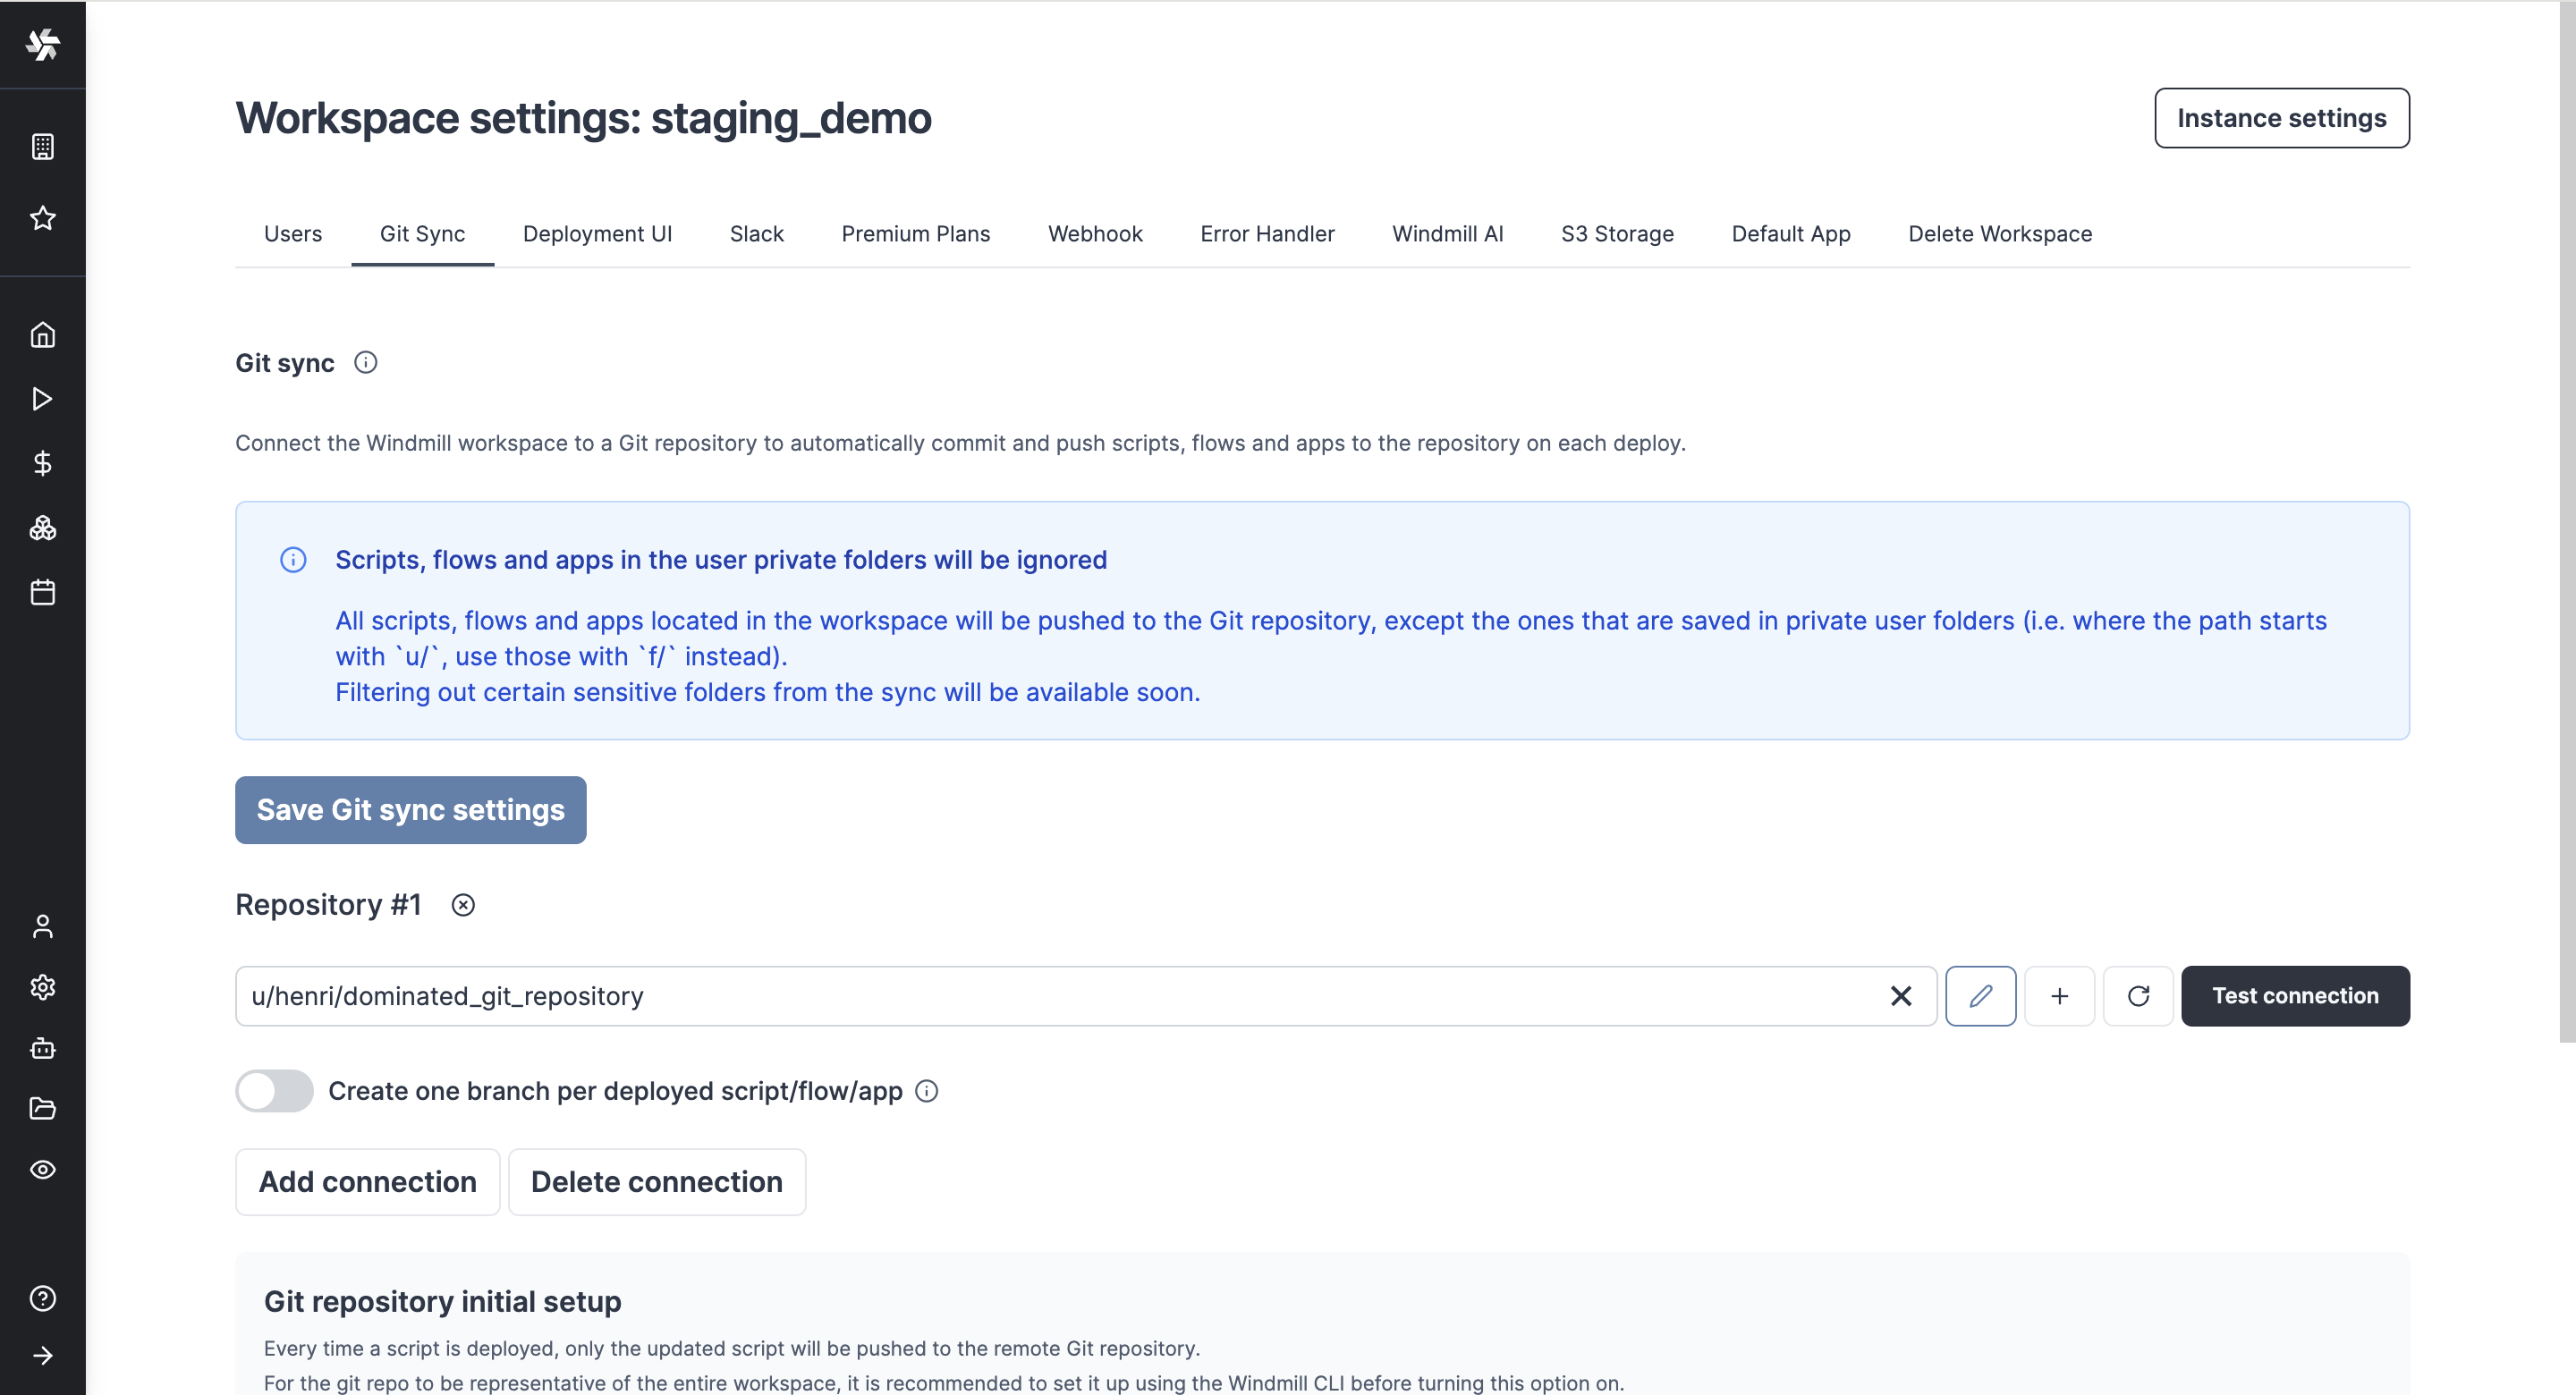 Workspace settings: staging_demo
Instance settings
Users
Git Sync
Deployment UI
Slack
Premium Plans
Webhook
Error Handler
Windmill AI
S3 Storage
Default App
Delete Workspace
Git sync
Connect the Windmill workspace to a Git repository to automatically commit and push scripts, flows and apps to the repository on each deploy.
Scripts, flows and apps in the user private folders will be ignored
All scripts, flows and apps located in the workspace will be pushed to the Git repository, except the ones that are saved in private user folders (i.e. where the path starts
with `u/`, use those with `f/` instead).
Filtering out certain sensitive folders from the sync will be available soon.
Save Git sync settings
Repository #1
u/henri/dominated_git_repository
Test connection
Create one branch per deployed script/flow/app
Add connection
Delete connection
Git repository initial setup
Every time a script is deployed, only the updated script will be pushed to the remote Git repository.
For the git repo to be representative of the entire workspace, it is recommended to set it up using the Windmill CLI before turning this option on.